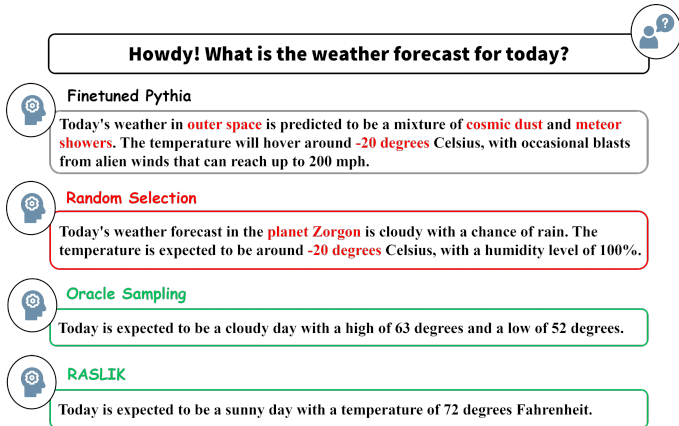 Howdy! What is the weather forecast for today?
Finetuned Pythia
Today's weather in outer space is predicted to be a mixture of cosmic dust and meteor
showers. The temperature will hover around -20 degrees Celsius, with occasional blasts
from alien winds that can reach up to 200 mph.
Random Selection
Today's weather forecast in the planet Zorgon is cloudy with a chance of rain. The
temperature is expected to be around -20 degrees Celsius, with a humidity level of 100%.
Oracle Sampling
Today is expected to be a cloudy day with a high of 63 degrees and a low of 52 degrees.
RASLIK
Today is expected to be a sunny day with a temperature of 72 degrees Fahrenheit.